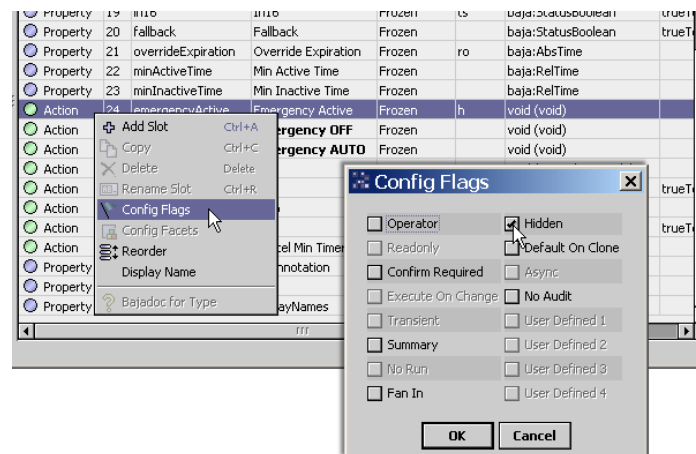 Property 19 in16 In16 Frozen ts baja:StatusBoolean trueT
Property 20 fallback Fallback Frozen baja:StatusBoolean trueT
Property 21 overrideExpiration Override Expiration Frozen ro baja:AbsTime
Property 22 minActiveTime Min Active Time Frozen baja:RelTime
Property 23 minInactiveTime Min Inactive Time Frozen baja:RelTime
Action 24 emergencyActive Emergency Active Frozen h void (void)
Action ergency OFF Frozen void (void)
Action ergency AUTO Frozen void (void)
Action
Action trueT
Action
Action trueT
Action cel Min Timer
Property nnotation
Property
Property ayNames
Add Slot Ctrl+A
Copy Ctrl+C
Delete Delete
Rename Slot Ctrl+R
Config Flags
Config Facets
Reorder
Display Name
Bajadoc for Type
Config Flags
Operator Hidden
Readonly Default On Clone
Confirm Required Async
Execute On Change No Audit
Transient User Defined 1
Summary User Defined 2
No Run User Defined 3
Fan In User Defined 4
OK Cancel